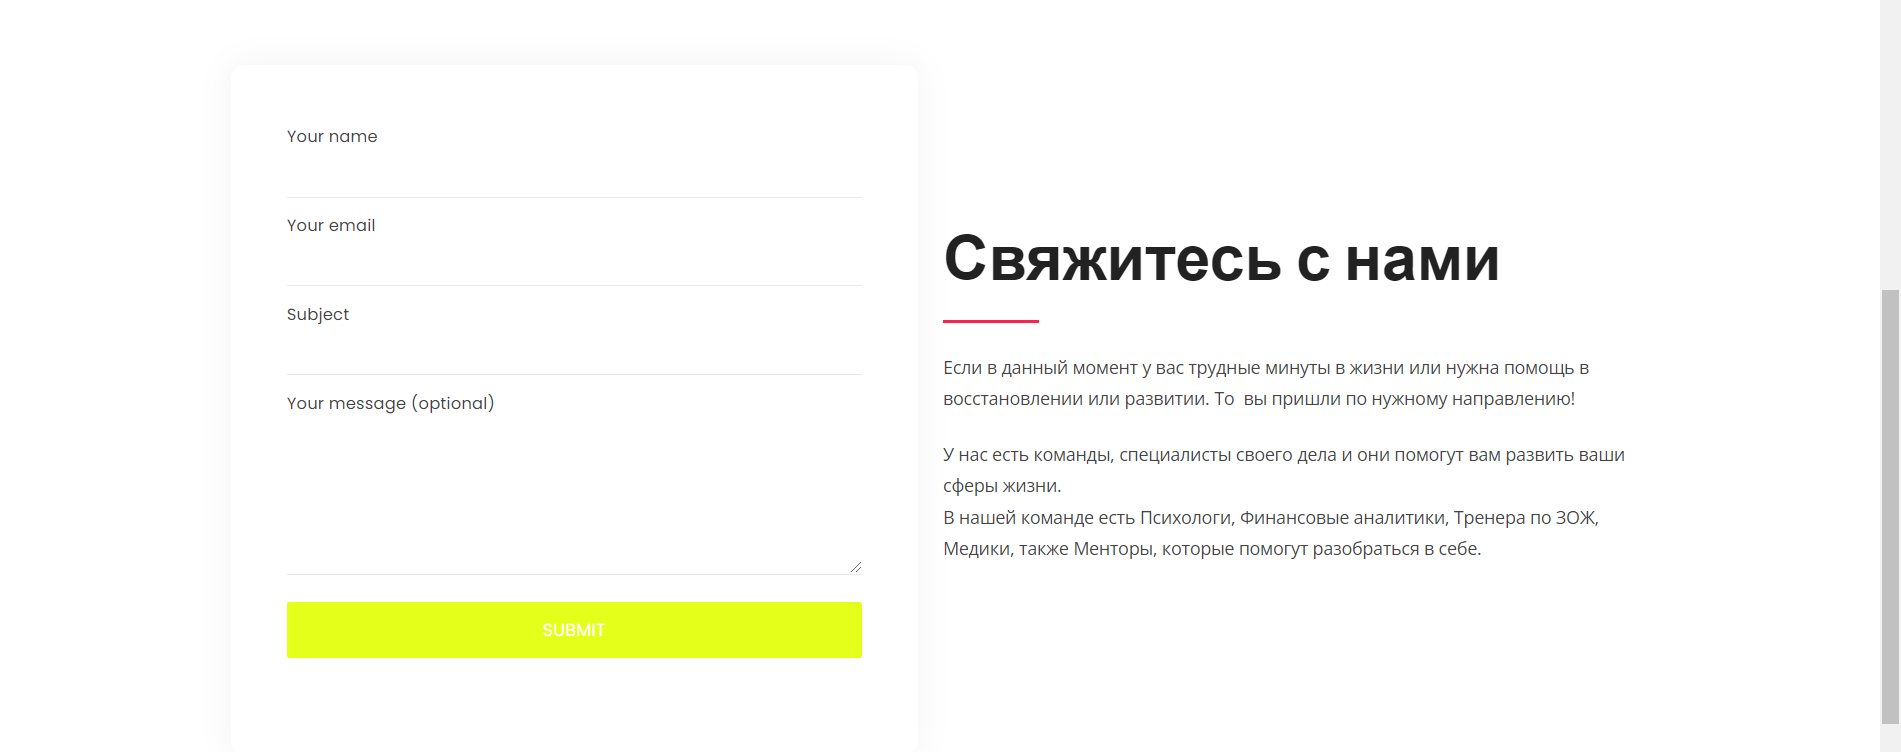 Your name
Your email
Subject
Your message (optional)
SUBMIT
Свяжитесь с нами
Если в данный момент у вас трудные минуты в жизни или нужна помощь в
восстановлении или развитии. То  вы пришли по нужному направлению!
У нас есть команды, специалисты своего дела и они помогут вам развить ваши
сферы жизни.
В нашей команде есть Психологи, Финансовые аналитики, Тренера по ЗОЖ,
Медики, также Менторы, которые помогут разобраться в себе.